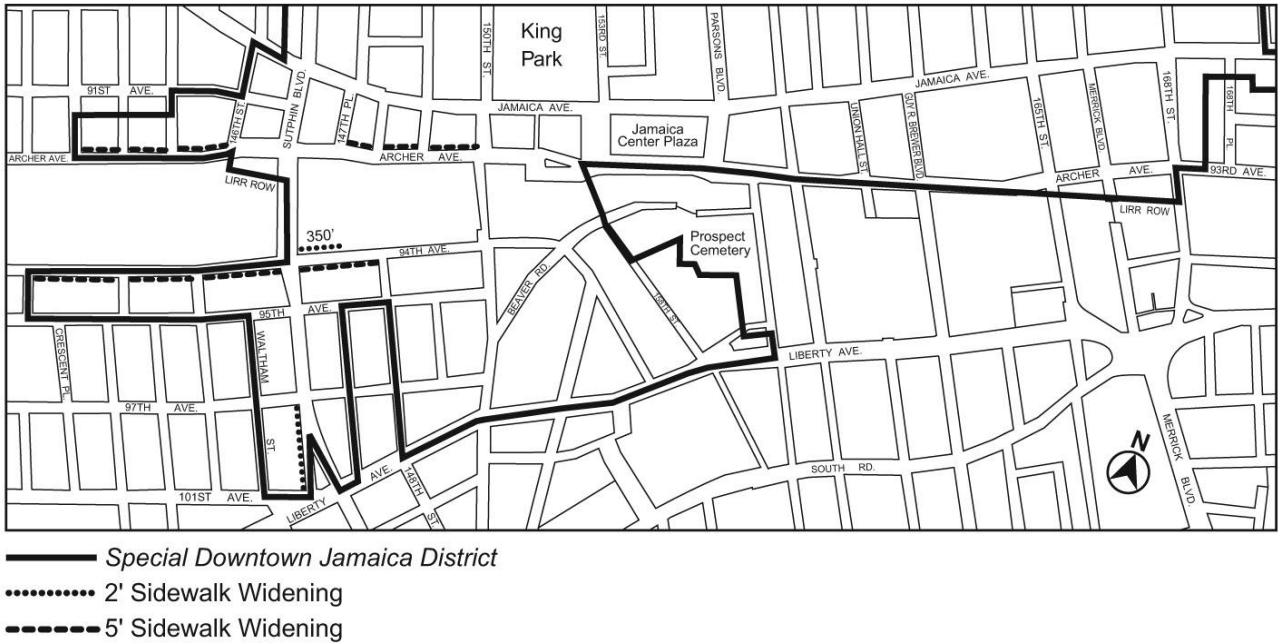 150TH ST.
King
Park
153RD ST.
PARSONS BLVD
JAMAICA AVE.
91ST AVE.
146TH ST.
SUTPHIN BLVD.
147TH PL.
JAMAICA AVE.
Jamaica
Center Plaza
UNION HALL ST.
GUY R. BREWER BLVD
165TH ST.
MERRICK BLVD
168TH ST.
168TH PL
ARCHER AVE.
ARCHER AVE.
ARCHER AVE.
93RD AVE.
LIRR ROW
LIRR ROW
350'
94TH AVE.
Prospect
Cemetery
BEAVER RD.
158TH ST
95TH AVE.
CRESCENT PL.
WALTHAM ST.
LIBERTY AVE.
97TH AVE.
N
SOUTH RD.
MERRICK BLVD.
101ST AVE.
LIBERTY AVE.
148TH ST.
Special Downtown Jamaica District
2' Sidewalk Widening
5' Sidewalk Widening